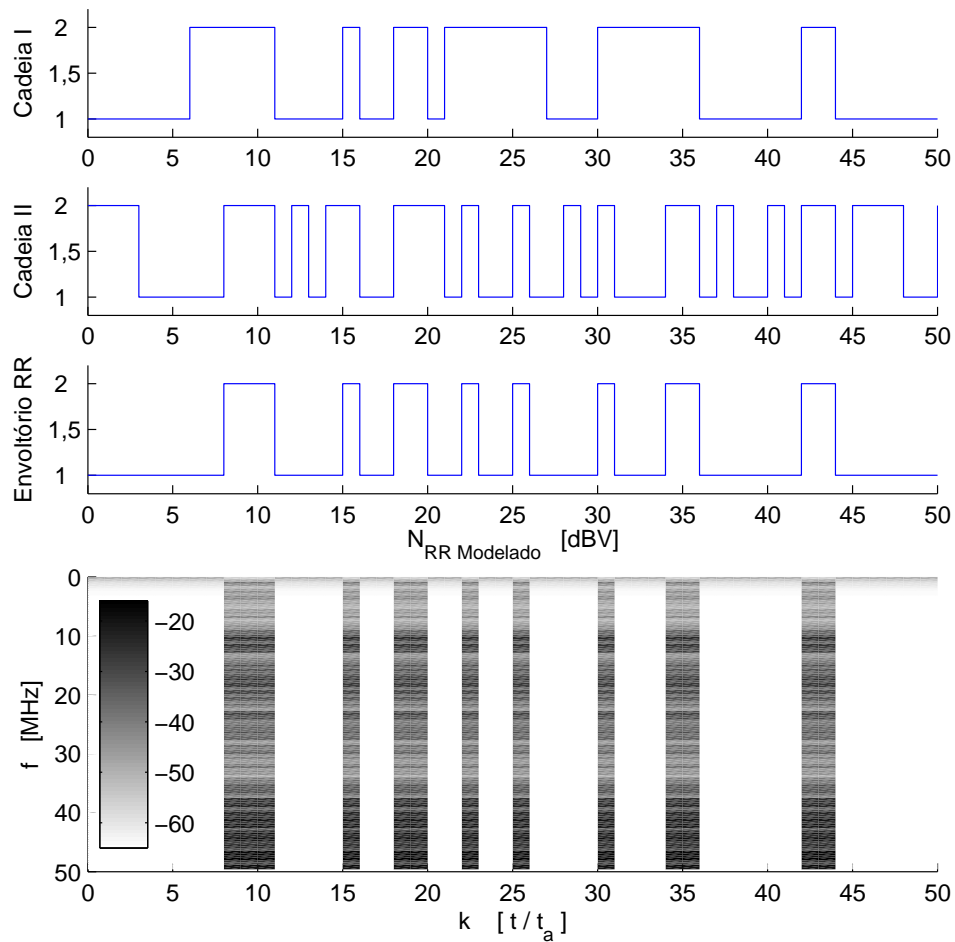 Cadeia I
2
1,5
1
0 5 10 15 20 25 30 35 40 45 50
Cadeia II
2
1,5
1
0 5 10 15 20 25 30 35 40 45 50
Envoltório RR
2
1,5
1
0 5 10 15 20 25 30 35 40 45 50
N_RR Modelado [dBV]
f [MHz]
0
10
20
30
40
50
−20
−30
−40
−50
−60
0 5 10 15 20 25 30 35 40 45 50
k [ t / t_a ]